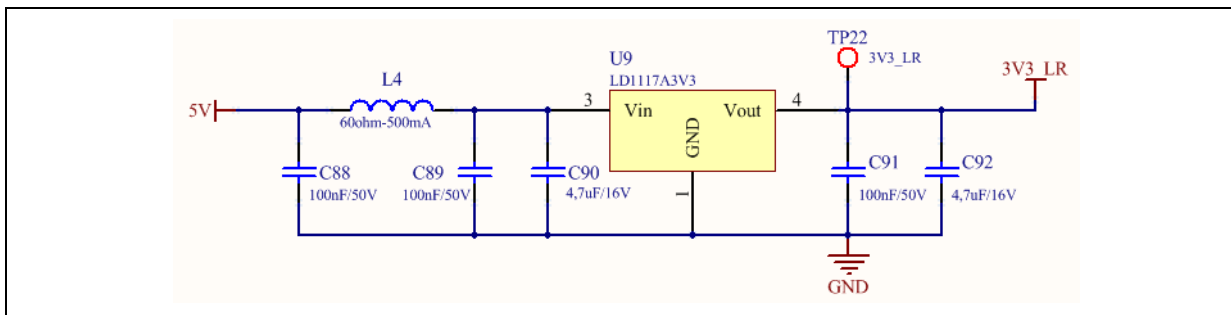 TP22
U9
3V3_LR
3V3_LR
LD1117A3V3
L4
5V
3
Vin
Vout
4
60ohm-500mA
GND
C88
C89
C90
C91
C92
100nF/50V
100nF/50V
4,7uF/16V
1
100nF/50V
4,7uF/16V
GND